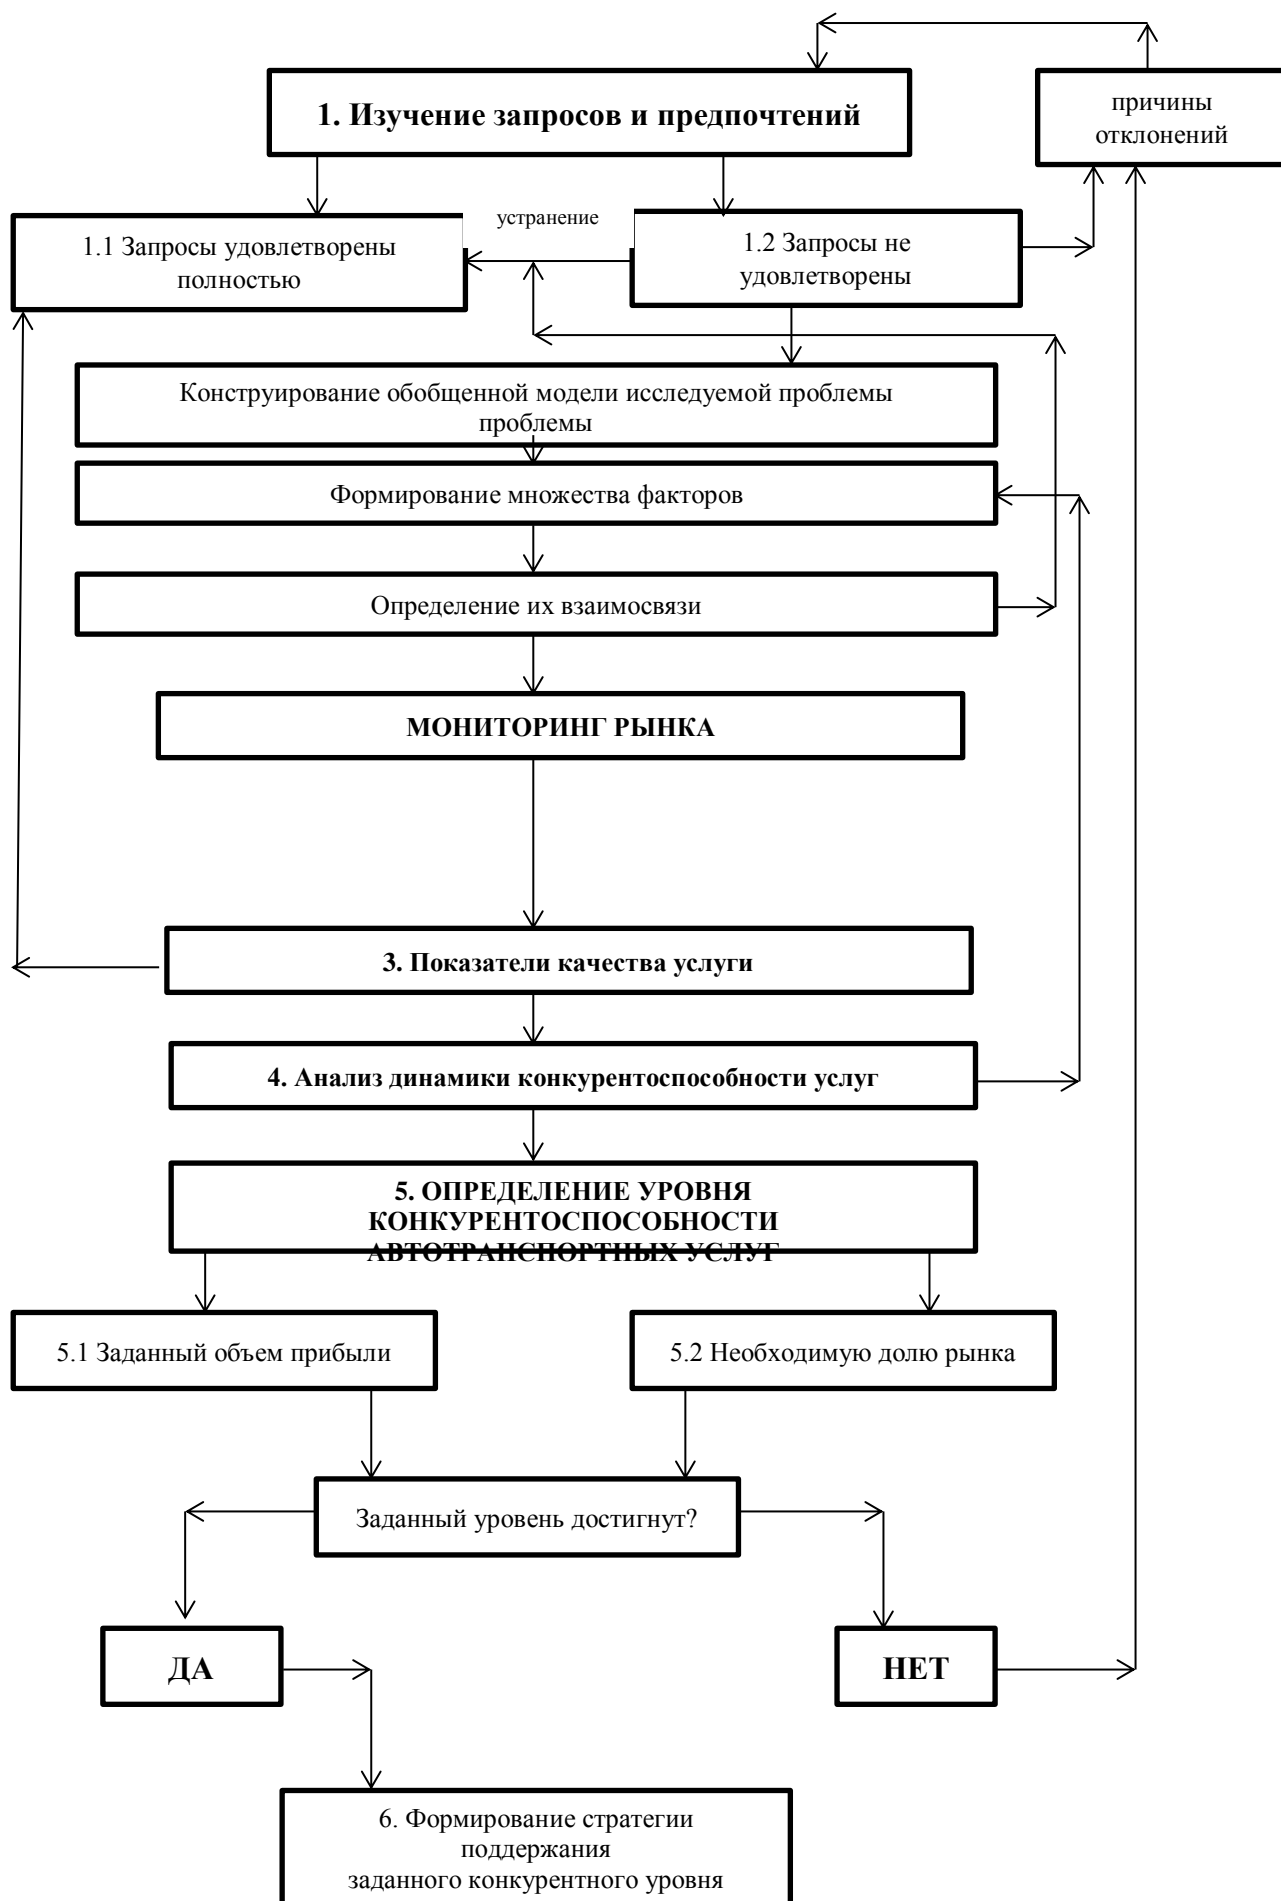 1. Изучение запросов и предпочтений
причины
отклонений
1.1 Запросы удовлетворены
полностью
устранение
1.2 Запросы не
удовлетворены
Конструирование обобщенной модели исследуемой проблемы
проблемы
Формирование множества факторов
Определение их взаимосвязи
МОНИТОРИНГ РЫНКА
3. Показатели качества услуги
4. Анализ динамики конкурентоспособности услуг
5. ОПРЕДЕЛЕНИЕ УРОВНЯ
КОНКУРЕНТОСПОСОБНОСТИ
АВТОТРАНСПОРТНЫХ УСЛУГ
5.1 Заданный объем прибыли
5.2 Необходимую долю рынка
Заданный уровень достигнут?
ДА
НЕТ
6. Формирование стратегии
поддержания
заданного конкурентного уровня